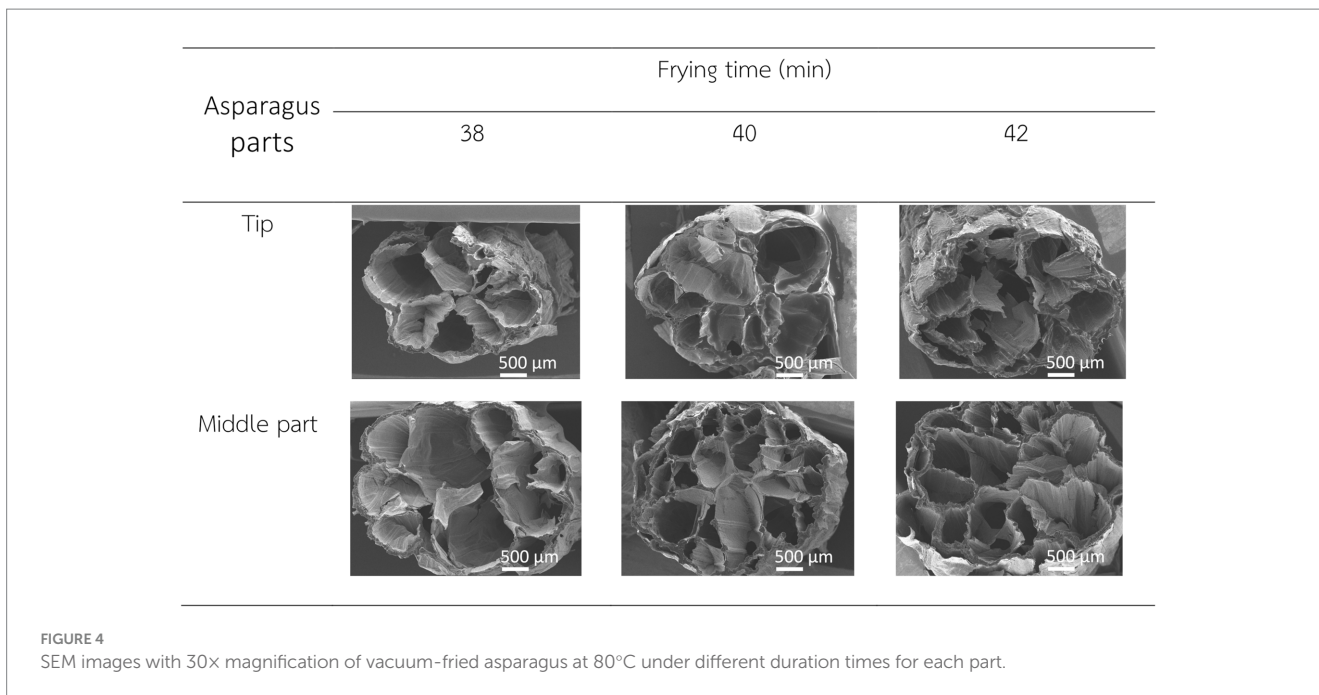 Frying time (min)
Asparagus
parts
38 40 42
Tip
500 µm 500 µm 500 µm
Middle part
500 µm 500 µm 500 µm
FIGURE 4
SEM images with 30× magnification of vacuum-fried asparagus at 80°C under different duration times for each part.